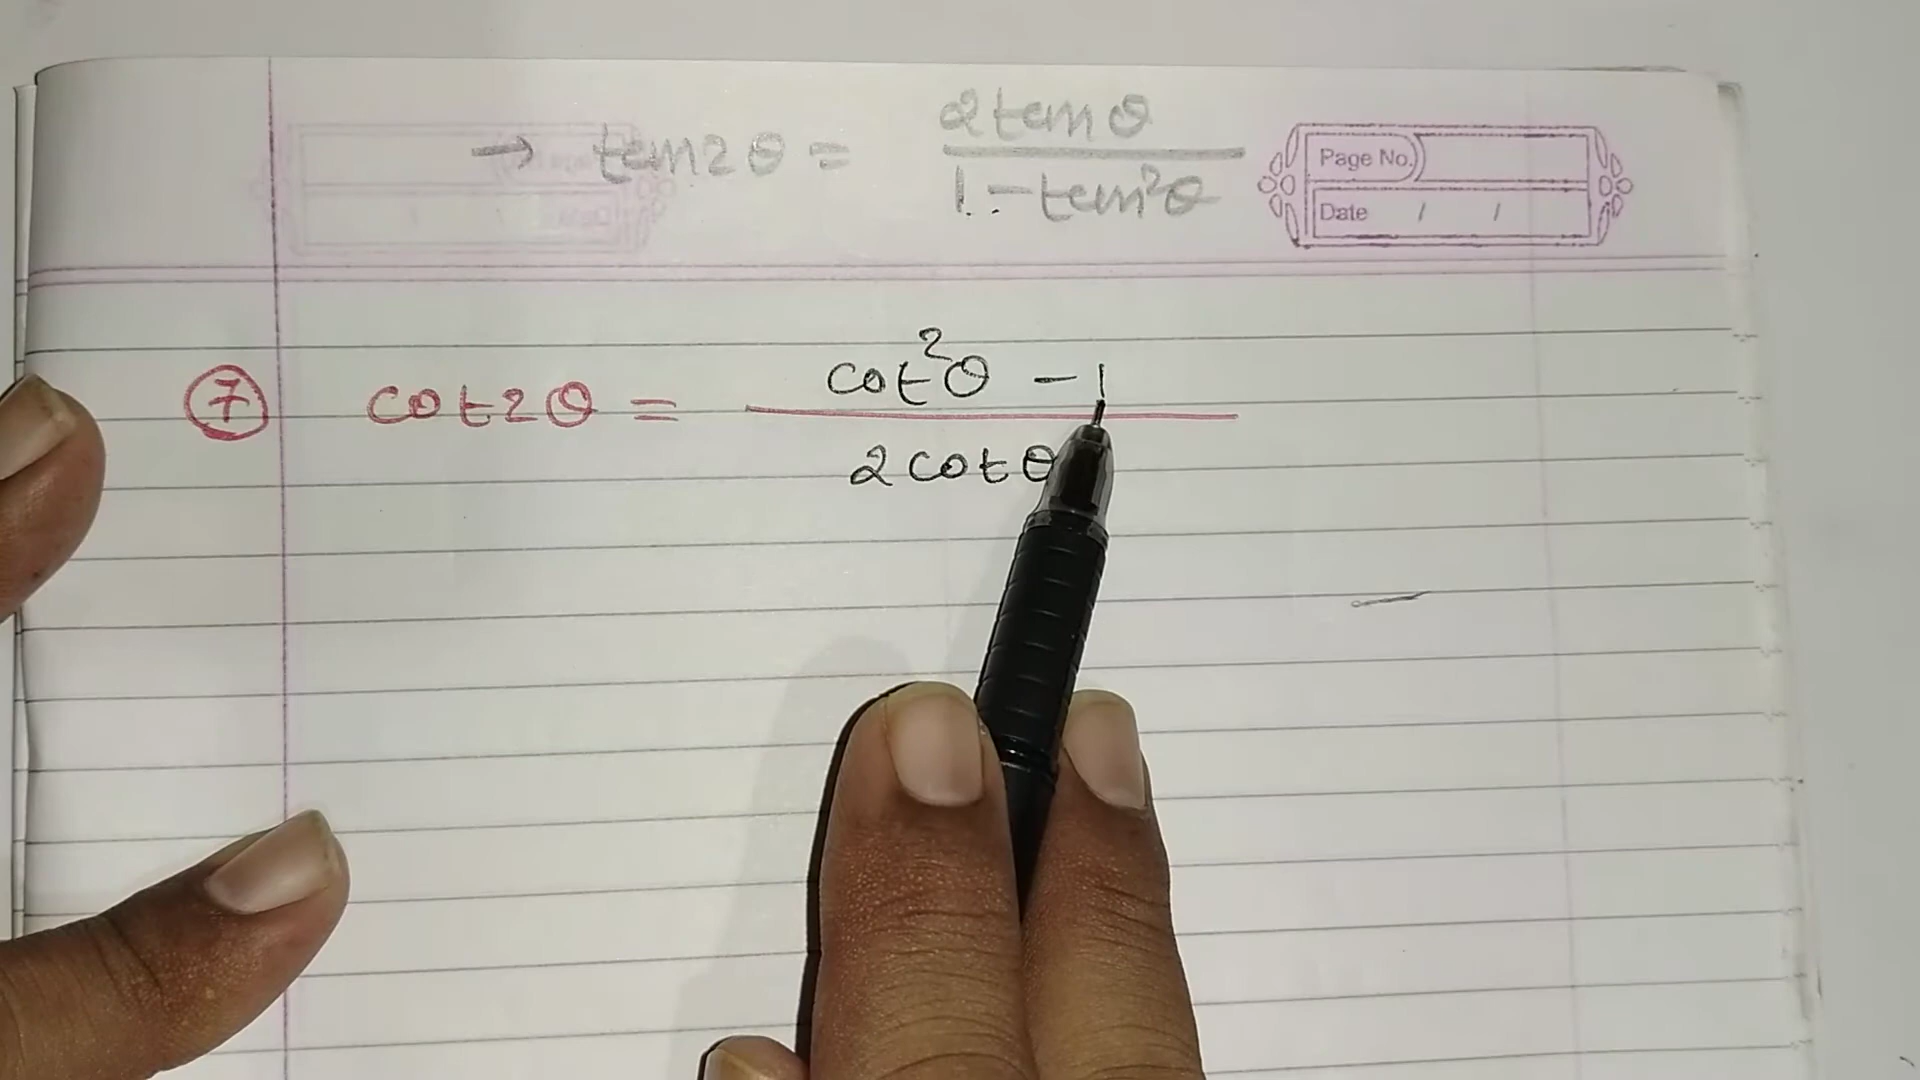 → tan2θ = 2tanθ / 1-tan²θ
Page No.
Date / /
⑦ cot2θ = cot²θ - 1 / 2cotθ